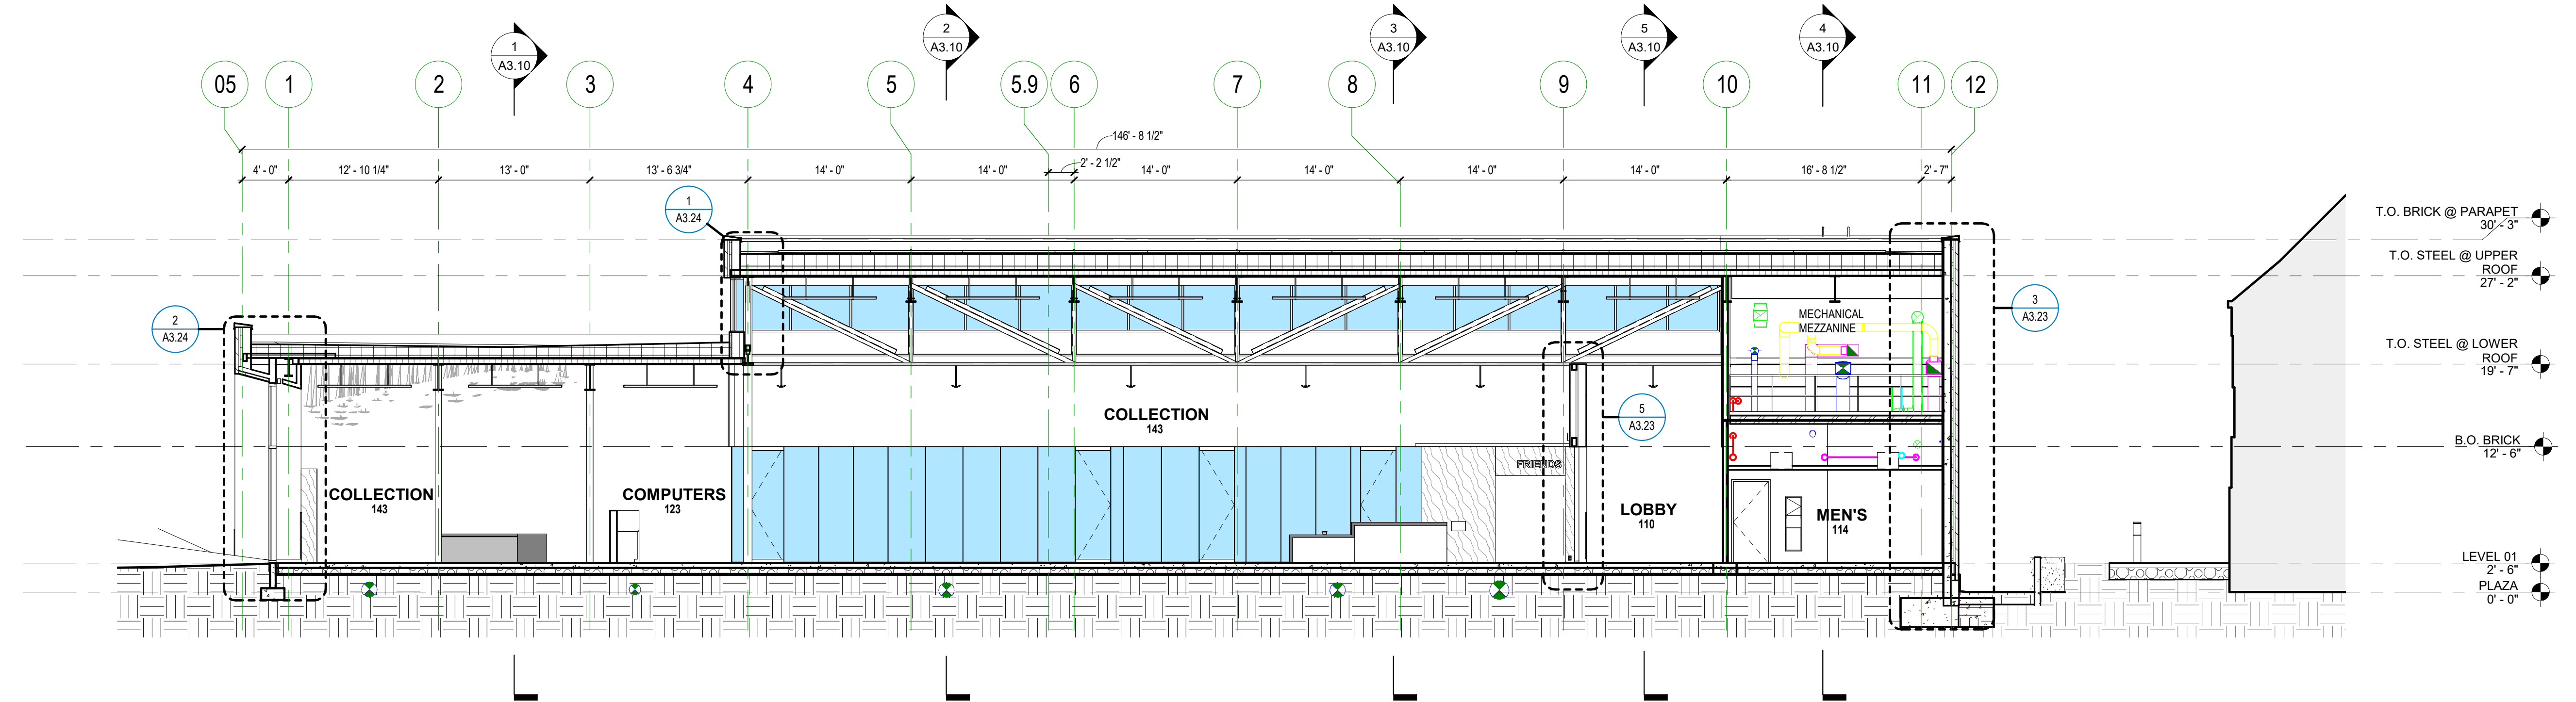 1
A3.10
2
A3.10
3
A3.10
5
A3.10
4
A3.10
05
1
2
3
4
5
5.9
6
7
8
9
10
11
12
146' - 8 1/2"
2' - 2 1/2"
4' - 0"
12' - 10 1/4"
13' - 0"
13' - 6 3/4"
14' - 0"
14' - 0"
14' - 0"
14' - 0"
14' - 0"
14' - 0"
16' - 8 1/2"
2' - 7"
1
A3.24
2
A3.24
3
A3.23
5
A3.23
T.O. BRICK @ PARAPET
30' - 3"
T.O. STEEL @ UPPER
ROOF
27' - 2"
T.O. STEEL @ LOWER
ROOF
19' - 7"
B.O. BRICK
12' - 6"
LEVEL 01
2' - 6"
PLAZA
0' - 0"
MECHANICAL
MEZZANINE
COLLECTION
143
FRIENDS
COLLECTION
143
COMPUTERS
123
LOBBY
110
MEN'S
114